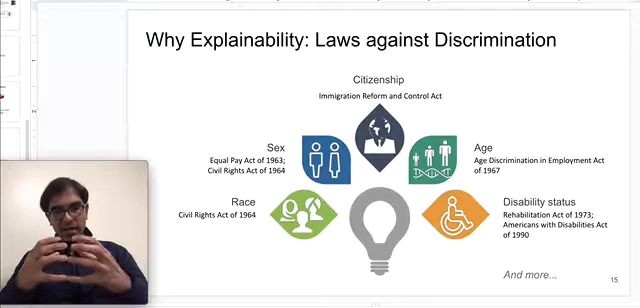 Why Explainability: Laws against Discrimination
Citizenship
Immigration Reform and Control Act
Sex
Equal Pay Act of 1963;
Civil Rights Act of 1964
Age
Age Discrimination in Employment Act
of 1967
Race
Civil Rights Act of 1964
Disability status
Rehabilitation Act of 1973;
Americans with Disabilities Act
of 1990
And more...
15